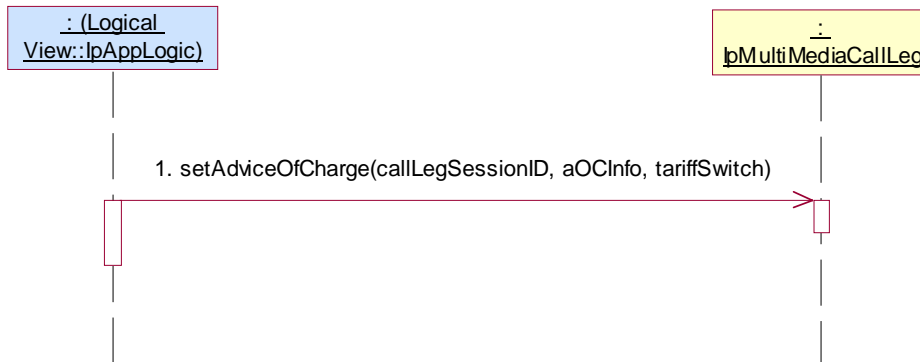 : (Logical
View::IpAppLogic)
:
IpMultiMediaCallLeg
1. setAdviceOfCharge(callLegSessionID, aOCInfo, tariffSwitch)